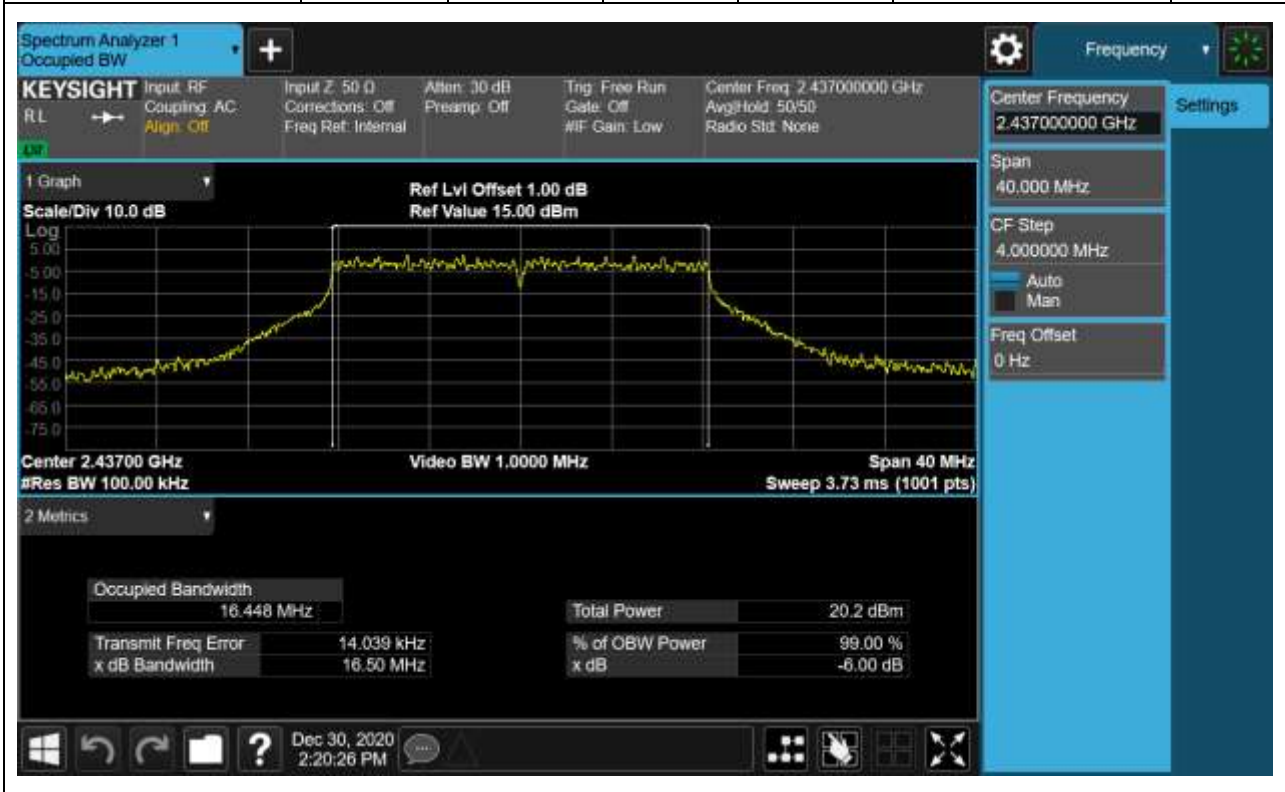 Spectrum Analyzer 1
Occupied BW
+
Frequency
KEYSIGHT
Input: RF
Input Z: 50 Ω
Atten: 30 dB
Trig: Free Run
Center Freq: 2.437000000 GHz
RL
Coupling: AC
Corrections: Off
Preamp: Off
Gate: Off
Avg|Hold: 50/50
Align: Off
Freq Ref: Internal
#IF Gain: Low
Radio Std: None
Center Frequency
2.437000000 GHz
Settings
Span
40.000 MHz
CF Step
4.000000 MHz
Auto
Man
Freq Offset
0 Hz
1 Graph
Ref Lvl Offset 1.00 dB
Scale/Div 10.0 dB
Ref Value 15.00 dBm
Log
5.00
-5.00
-15.0
-25.0
-35.0
-45.0
-55.0
-65.0
-75.0
Center 2.43700 GHz
Video BW 1.0000 MHz
Span 40 MHz
#Res BW 100.00 kHz
Sweep 3.73 ms (1001 pts)
2 Metrics
Occupied Bandwidth
16.448 MHz
Total Power 20.2 dBm
Transmit Freq Error 14.039 kHz
% of OBW Power 99.00 %
x dB Bandwidth 16.50 MHz
x dB -6.00 dB
?
Dec 30, 2020
2:20:26 PM